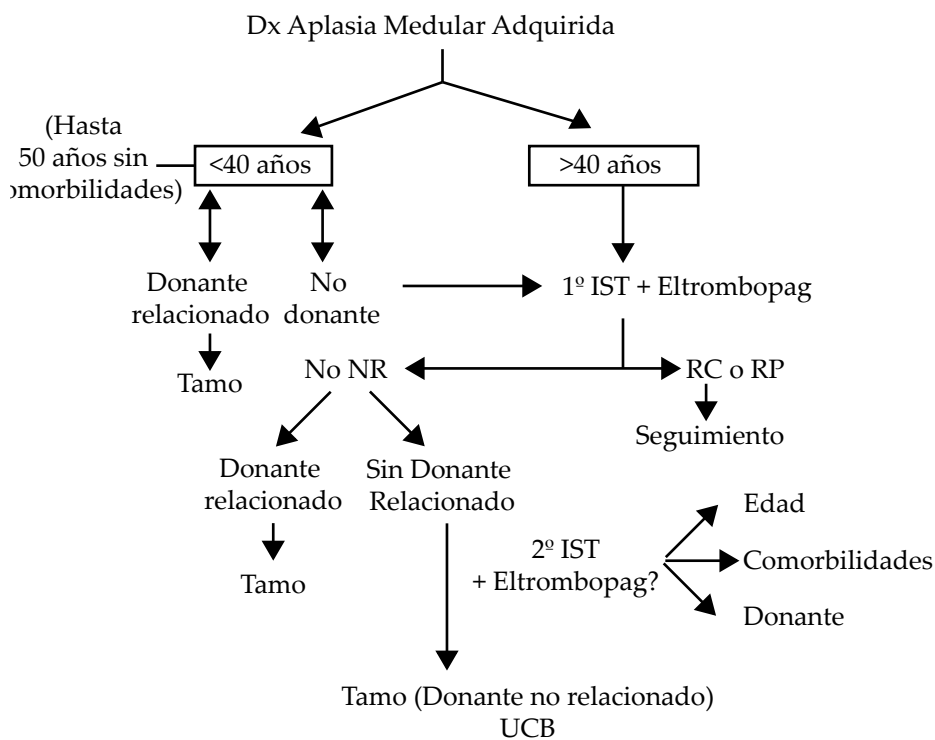 Dx Aplasia Medular Adquirida
(Hasta
50 años sin
omorbilidades)
<40 años
>40 años
Donante
relacionado
No
donante
1º IST + Eltrombopag
Tamo
No NR
RC o RP
Seguimiento
Donante
relacionado
Sin Donante
Relacionado
Tamo
2º IST
+ Eltrombopag?
Edad
Comorbilidades
Donante
Tamo (Donante no relacionado)
UCB